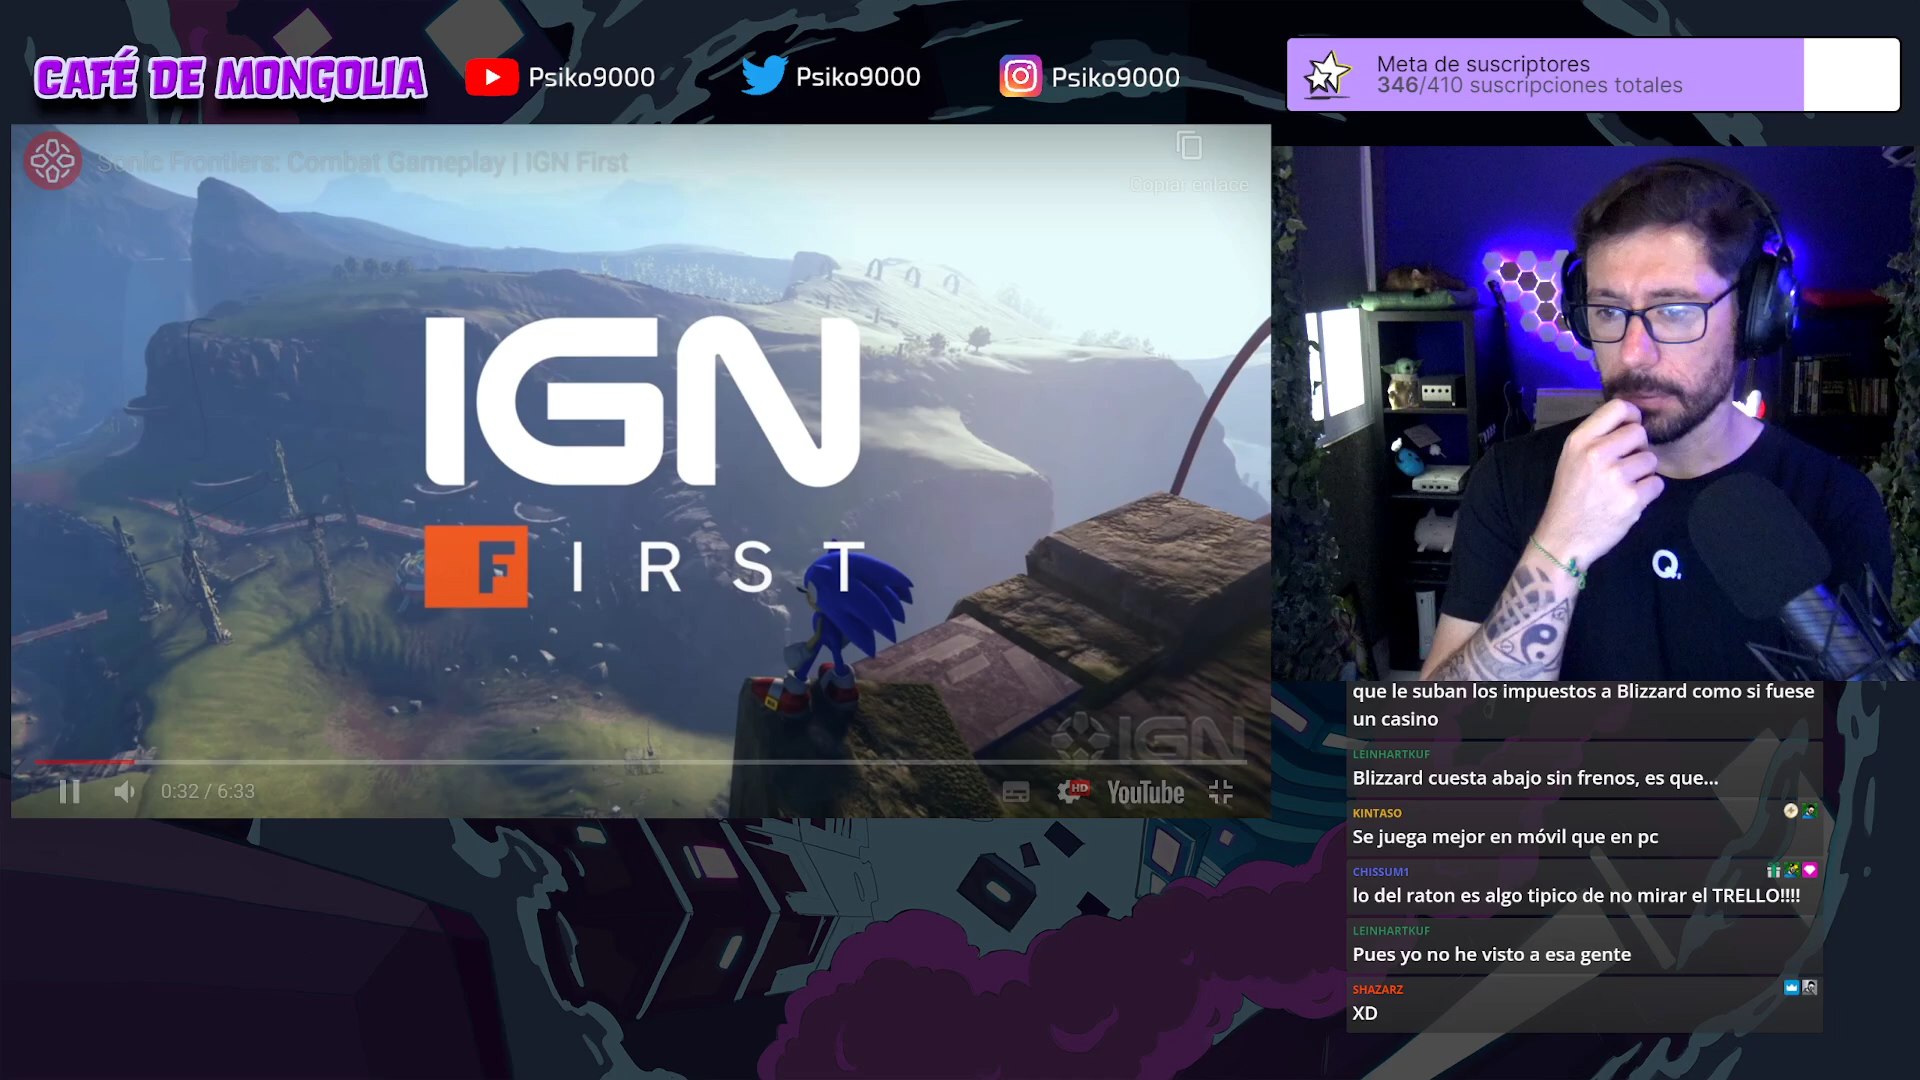 CAFÉ DE MONGOLIA
Psiko9000
Psiko9000
Psiko9000
Meta de suscriptores
346/410 suscripciones totales
Sonic Frontiers: Combat Gameplay | IGN First
Copiar enlace
IGN
FIRST
IGN
0:32 / 6:33
HD
YouTube
Q.
que le suban los impuestos a Blizzard como si fuese
un casino
LEINHARTKUF
Blizzard cuesta abajo sin frenos, es que...
KINTASO
Se juega mejor en móvil que en pc
CHISSUM1
lo del raton es algo tipico de no mirar el TRELLO!!!!
LEINHARTKUF
Pues yo no he visto a esa gente
SHAZARZ
XD